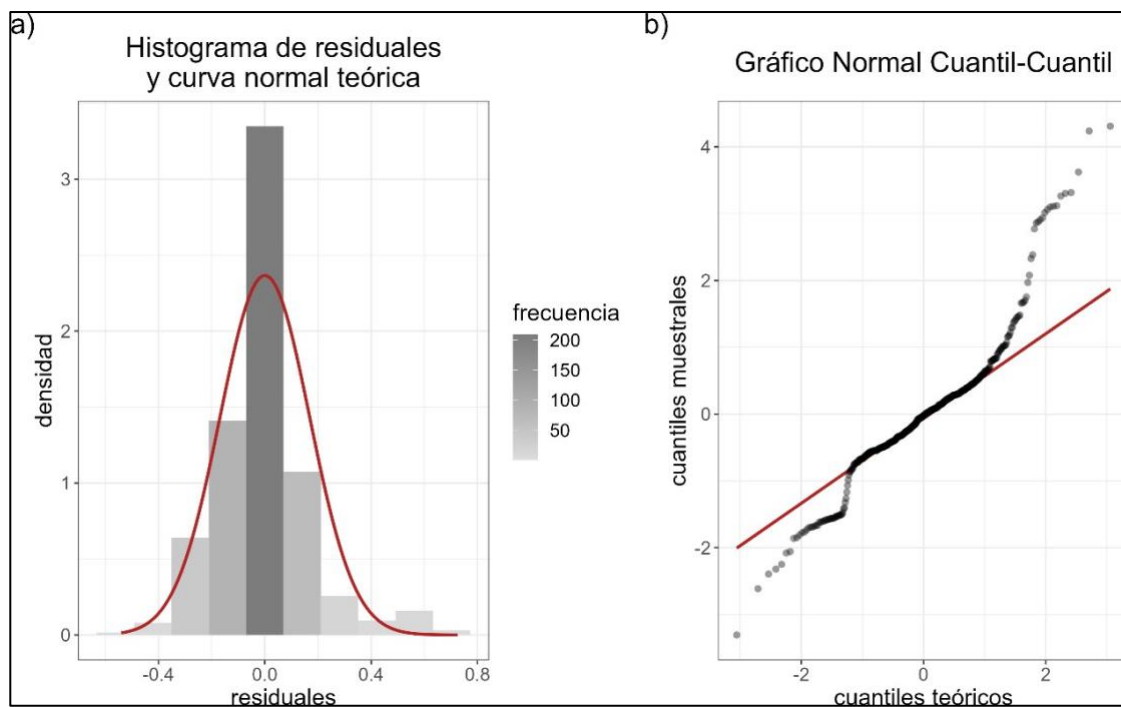 a)
Histograma de residuales
y curva normal teórica
densidad
3
2
1
0
-0.4
0.0
0.4
0.8
residuales
frecuencia
200
150
100
50
b)
Gráfico Normal Cuantil-Cuantil
cuantiles muestrales
4
2
0
-2
-2
0
2
cuantiles teóricos